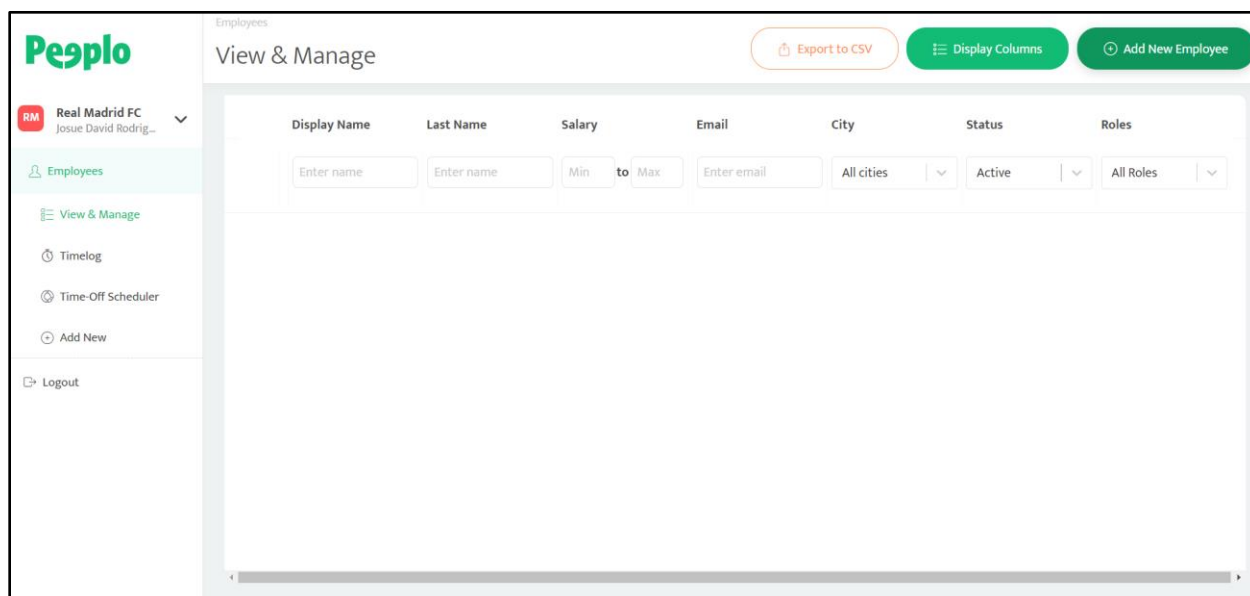 Peeplo
Employees
View & Manage
Export to CSV
Display Columns
Add New Employee
RM
Real Madrid FC
Josue David Rodrig...
Employees
View & Manage
Timelog
Time-Off Scheduler
Add New
Logout
Display Name Last Name Salary Email City Status Roles
Enter name Enter name Min to Max Enter email All cities Active All Roles